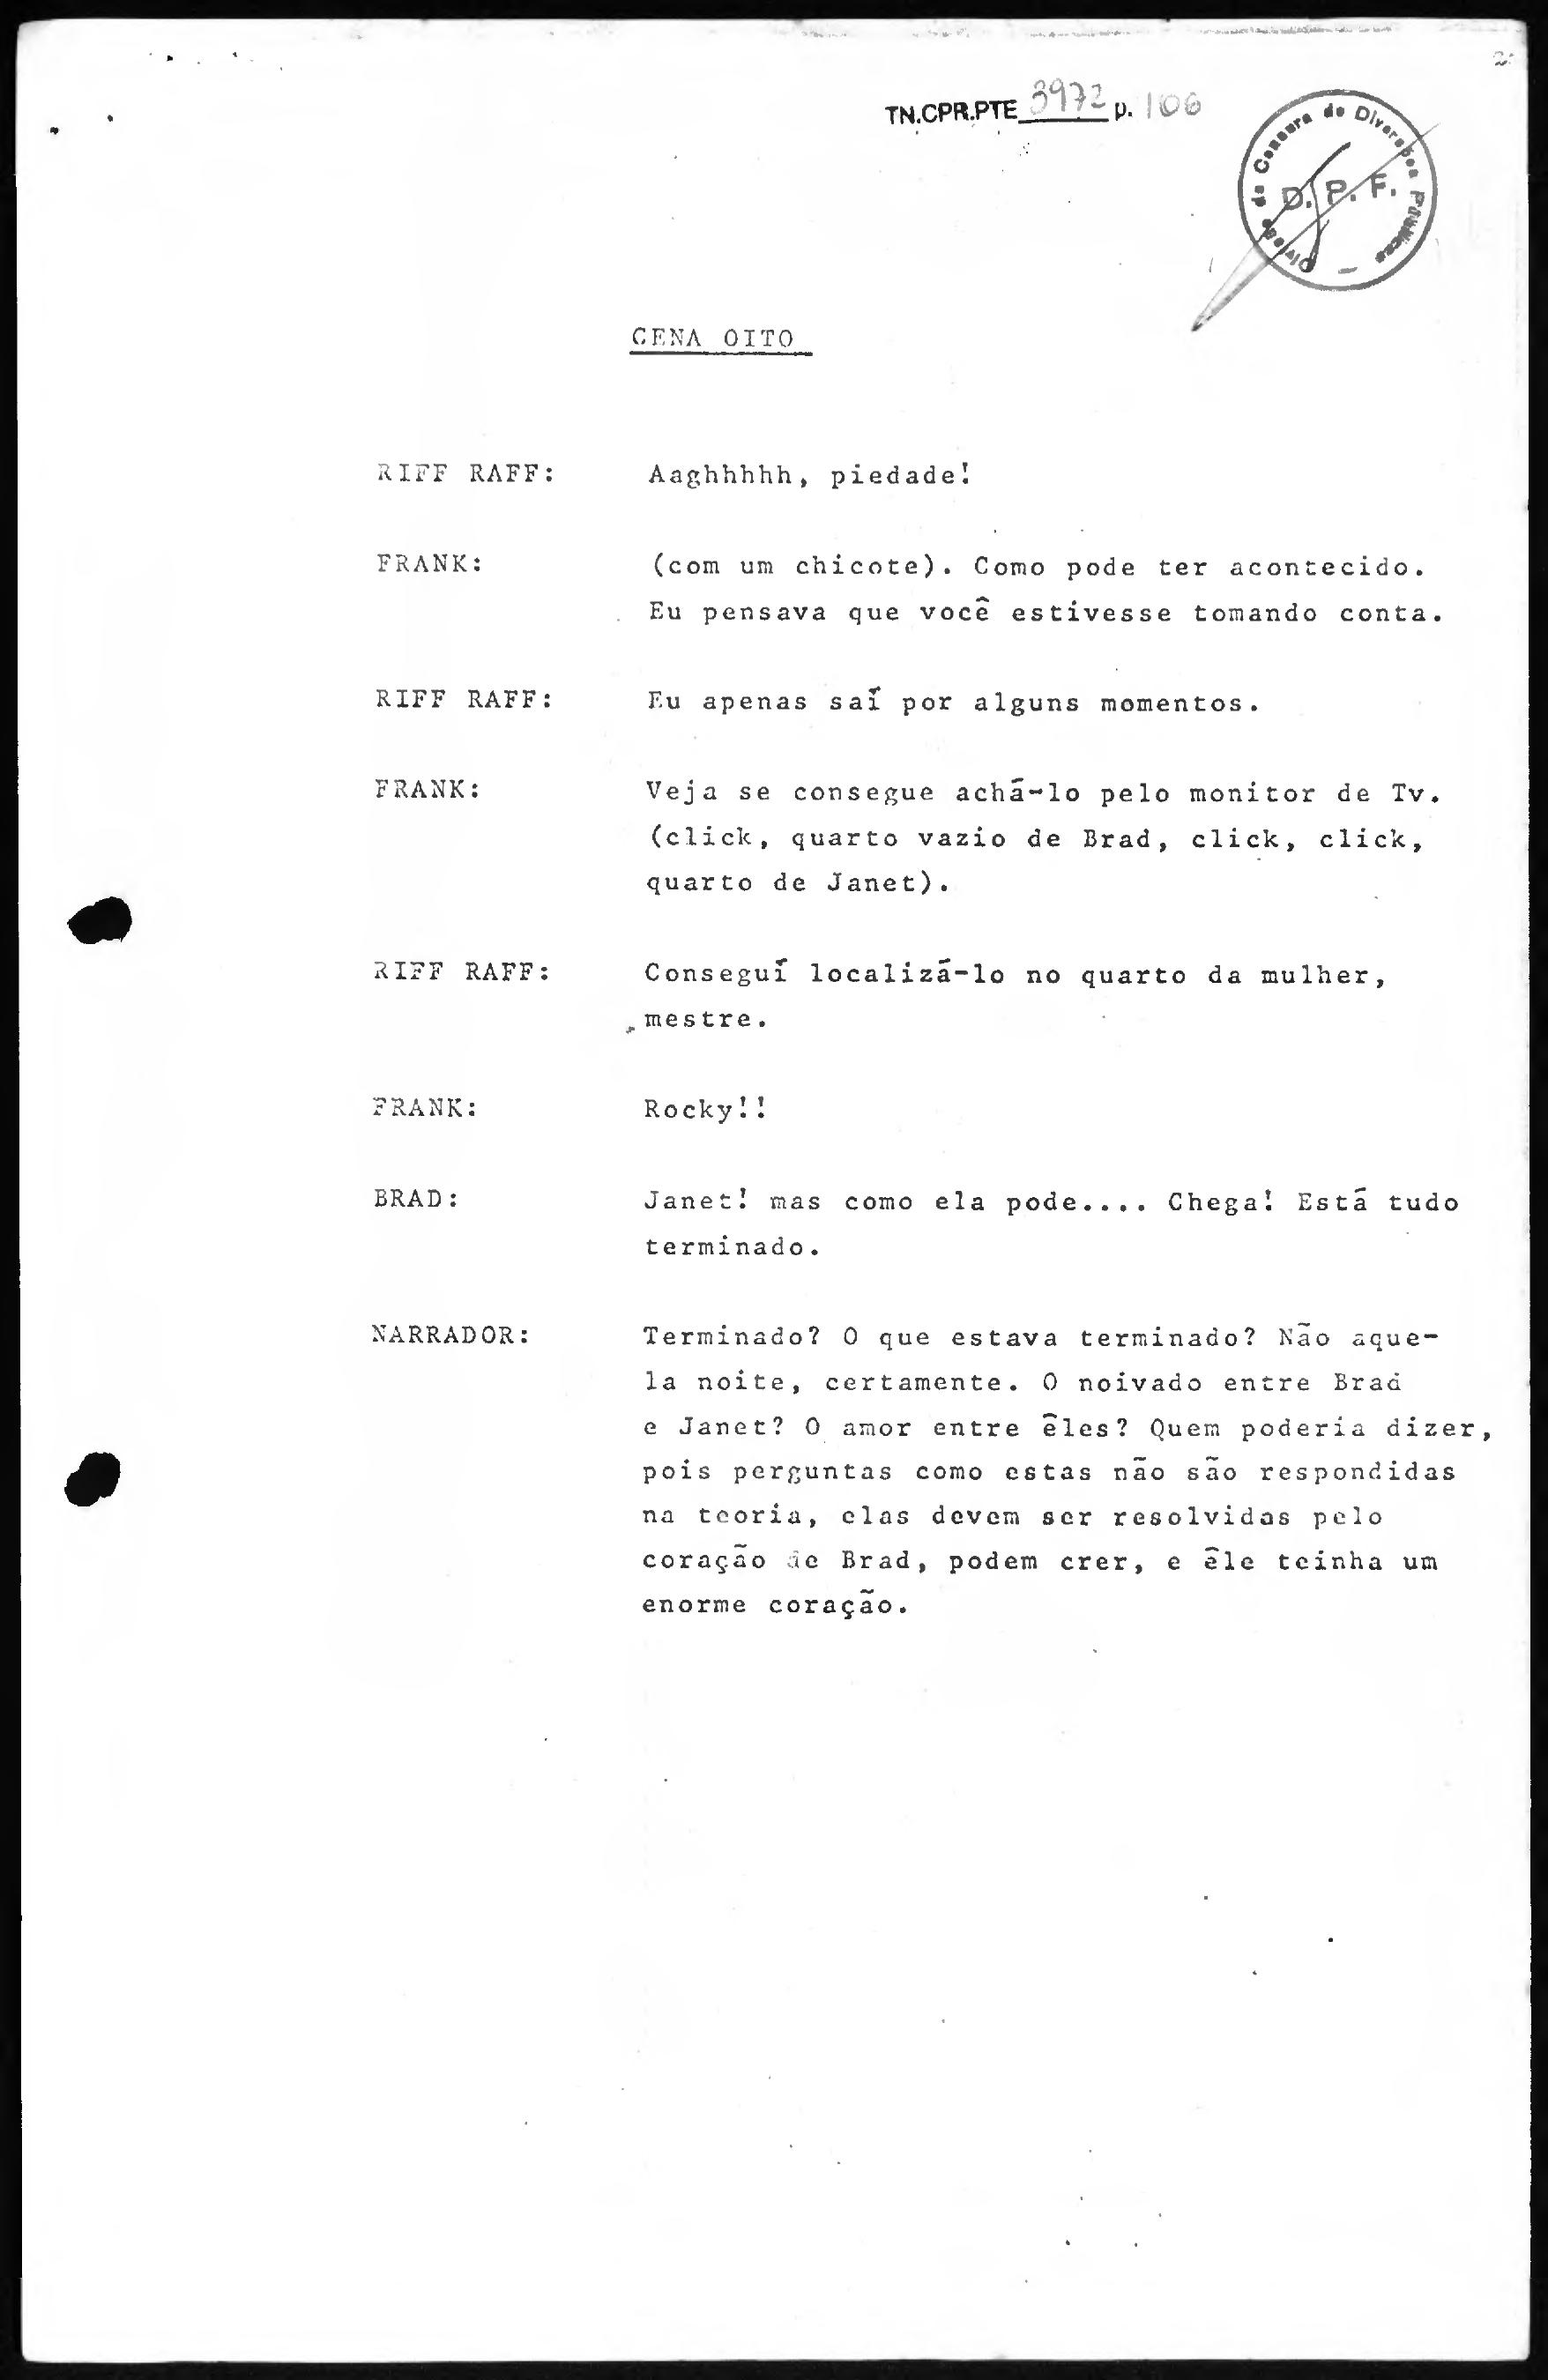 TN.CPR.PTE 3972 p. 106
Divisão de Censura de Diversões Públicas
D.P.F.
CENA OITO
RIFF RAFF: Aaghhhhh, piedade!
FRANK: (com um chicote). Como pode ter acontecido.
Eu pensava que você estivesse tomando conta.
RIFF RAFF: Eu apenas saí por alguns momentos.
FRANK: Veja se consegue achá-lo pelo monitor de Tv.
(click, quarto vazio de Brad, click, click,
quarto de Janet).
RIFF RAFF: Conseguí localizá-lo no quarto da mulher,
mestre.
FRANK: Rocky!!
BRAD: Janet! mas como ela pode.... Chega! Está tudo
terminado.
NARRADOR: Terminado? O que estava terminado? Não aque-
la noite, certamente. O noivado entre Brad
e Janet? O amor entre êles? Quem poderia dizer,
pois perguntas como estas não são respondidas
na teoria, elas devem ser resolvidas pelo
coração de Brad, podem crer, e êle teinha um
enorme coração.